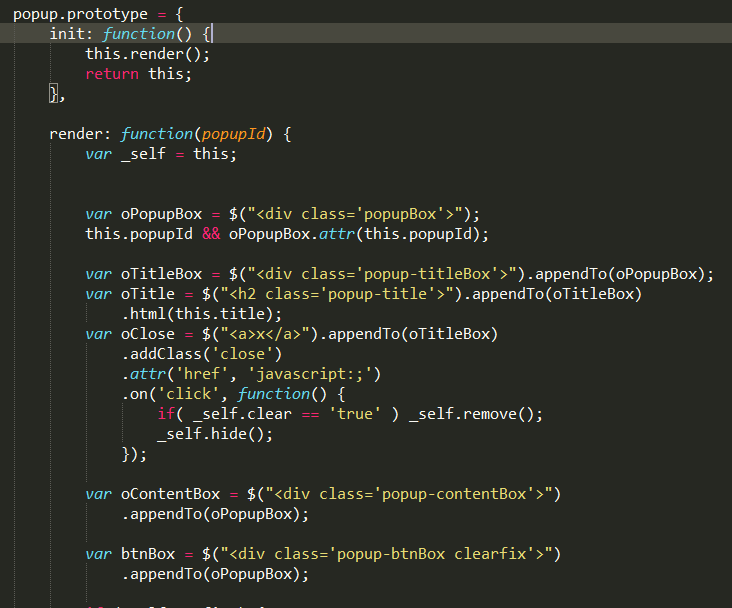 popup.prototype = {
    init: function() {
        this.render();
        return this;
    },
    render: function(popupId) {
        var _self = this;
        var oPopupBox = $("<div class='popupBox'>");
        this.popupId && oPopupBox.attr(this.popupId);
        var oTitleBox = $("<div class='popup-titleBox'>").appendTo(oPopupBox);
        var oTitle = $("<h2 class='popup-title'>").appendTo(oTitleBox)
            .html(this.title);
        var oClose = $("<a>x</a>").appendTo(oTitleBox)
            .addClass('close')
            .attr('href', 'javascript:;')
            .on('click', function() {
                if( _self.clear == 'true' ) _self.remove();
                _self.hide();
            });
        var oContentBox = $("<div class='popup-contentBox'>")
            .appendTo(oPopupBox);
        var btnBox = $("<div class='popup-btnBox clearfix'>")
            .appendTo(oPopupBox);